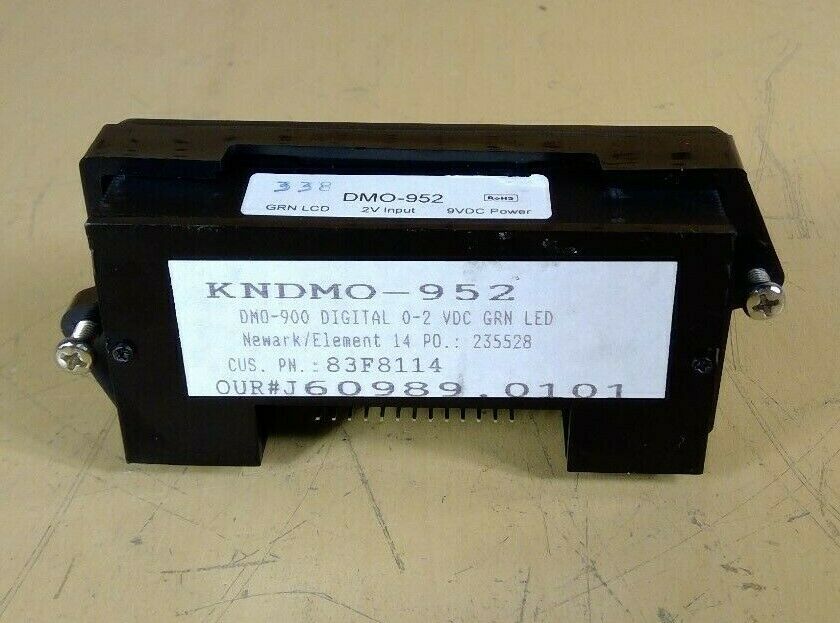 338 DMO-952 RoHS
GRN LCD 2V Input 9VDC Power
KNDMO-952
DMO-900 DIGITAL 0-2 VDC GRN LED
Newark/Element 14 PO.: 235528
CUS. PN.: 83F8114
OUR#J60989.0101